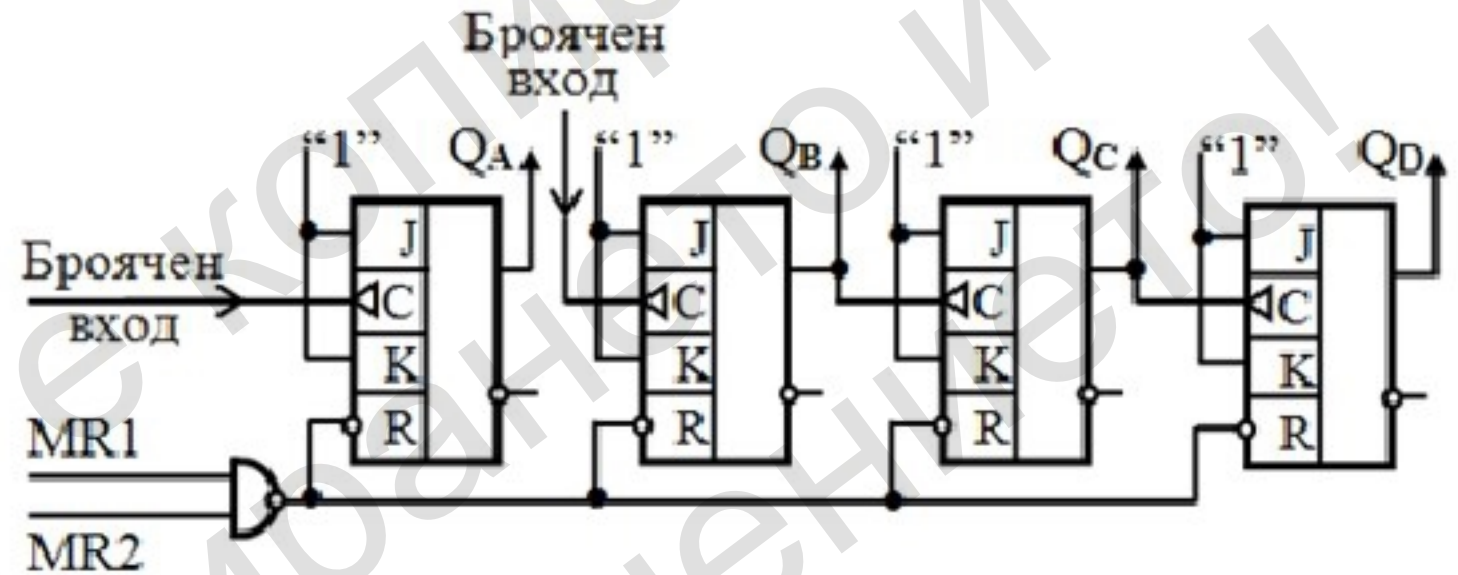 Броячен
вход
“1” QA “1” QB “1” QC “1” QD
J J J J
Броячен
C C C C
вход
K K K K
R R R R
MR1
MR2